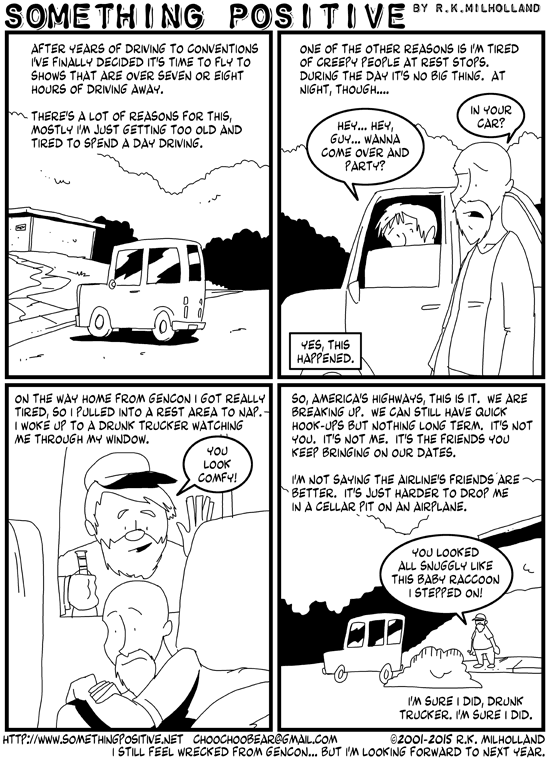 SOMETHING POSITIVE BY R.K.MILHOLLAND
AFTER YEARS OF DRIVING TO CONVENTIONS
I'VE FINALLY DECIDED IT'S TIME TO FLY TO
SHOWS THAT ARE OVER SEVEN OR EIGHT
HOURS OF DRIVING AWAY.
THERE'S A LOT OF REASONS FOR THIS,
MOSTLY I'M JUST GETTING TOO OLD AND
TIRED TO SPEND A DAY DRIVING.
ONE OF THE OTHER REASONS IS I'M TIRED
OF CREEPY PEOPLE AT REST STOPS.
DURING THE DAY IT'S NO BIG THING. AT
NIGHT, THOUGH....
HEY... HEY,
GUY... WANNA
COME OVER AND
PARTY?
IN YOUR
CAR?
YES, THIS
HAPPENED.
ON THE WAY HOME FROM GENCON I GOT REALLY
TIRED, SO I PULLED INTO A REST AREA TO NAP.
I WOKE UP TO A DRUNK TRUCKER WATCHING
ME THROUGH MY WINDOW.
YOU
LOOK
COMFY!
SO, AMERICA'S HIGHWAYS, THIS IS IT. WE ARE
BREAKING UP. WE CAN STILL HAVE QUICK
HOOK-UPS BUT NOTHING LONG TERM. IT'S NOT
YOU. IT'S NOT ME. IT'S THE FRIENDS YOU
KEEP BRINGING ON OUR DATES.
I'M NOT SAYING THE AIRLINE'S FRIENDS ARE
BETTER. IT'S JUST HARDER TO DROP ME
IN A CELLAR PIT ON AN AIRPLANE.
YOU LOOKED
ALL SNUGGLY LIKE
THIS BABY RACCOON
I STEPPED ON!
I'M SURE I DID, DRUNK
TRUCKER. I'M SURE I DID.
HTTP://WWW.SOMETHINGPOSITIVE.NET CHOOCHOOBEAR@GMAIL.COM ©2001-2015 R.K. MILHOLLAND
I STILL FEEL WRECKED FROM GENCON... BUT I'M LOOKING FORWARD TO NEXT YEAR.